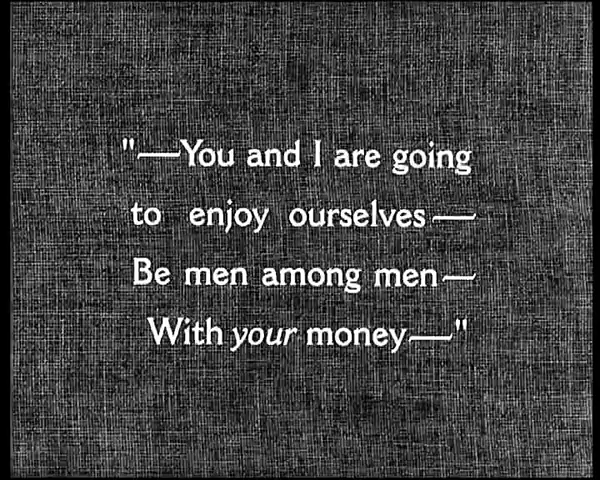 "—You and I are going
to enjoy ourselves—
Be men among men—
With your money—"